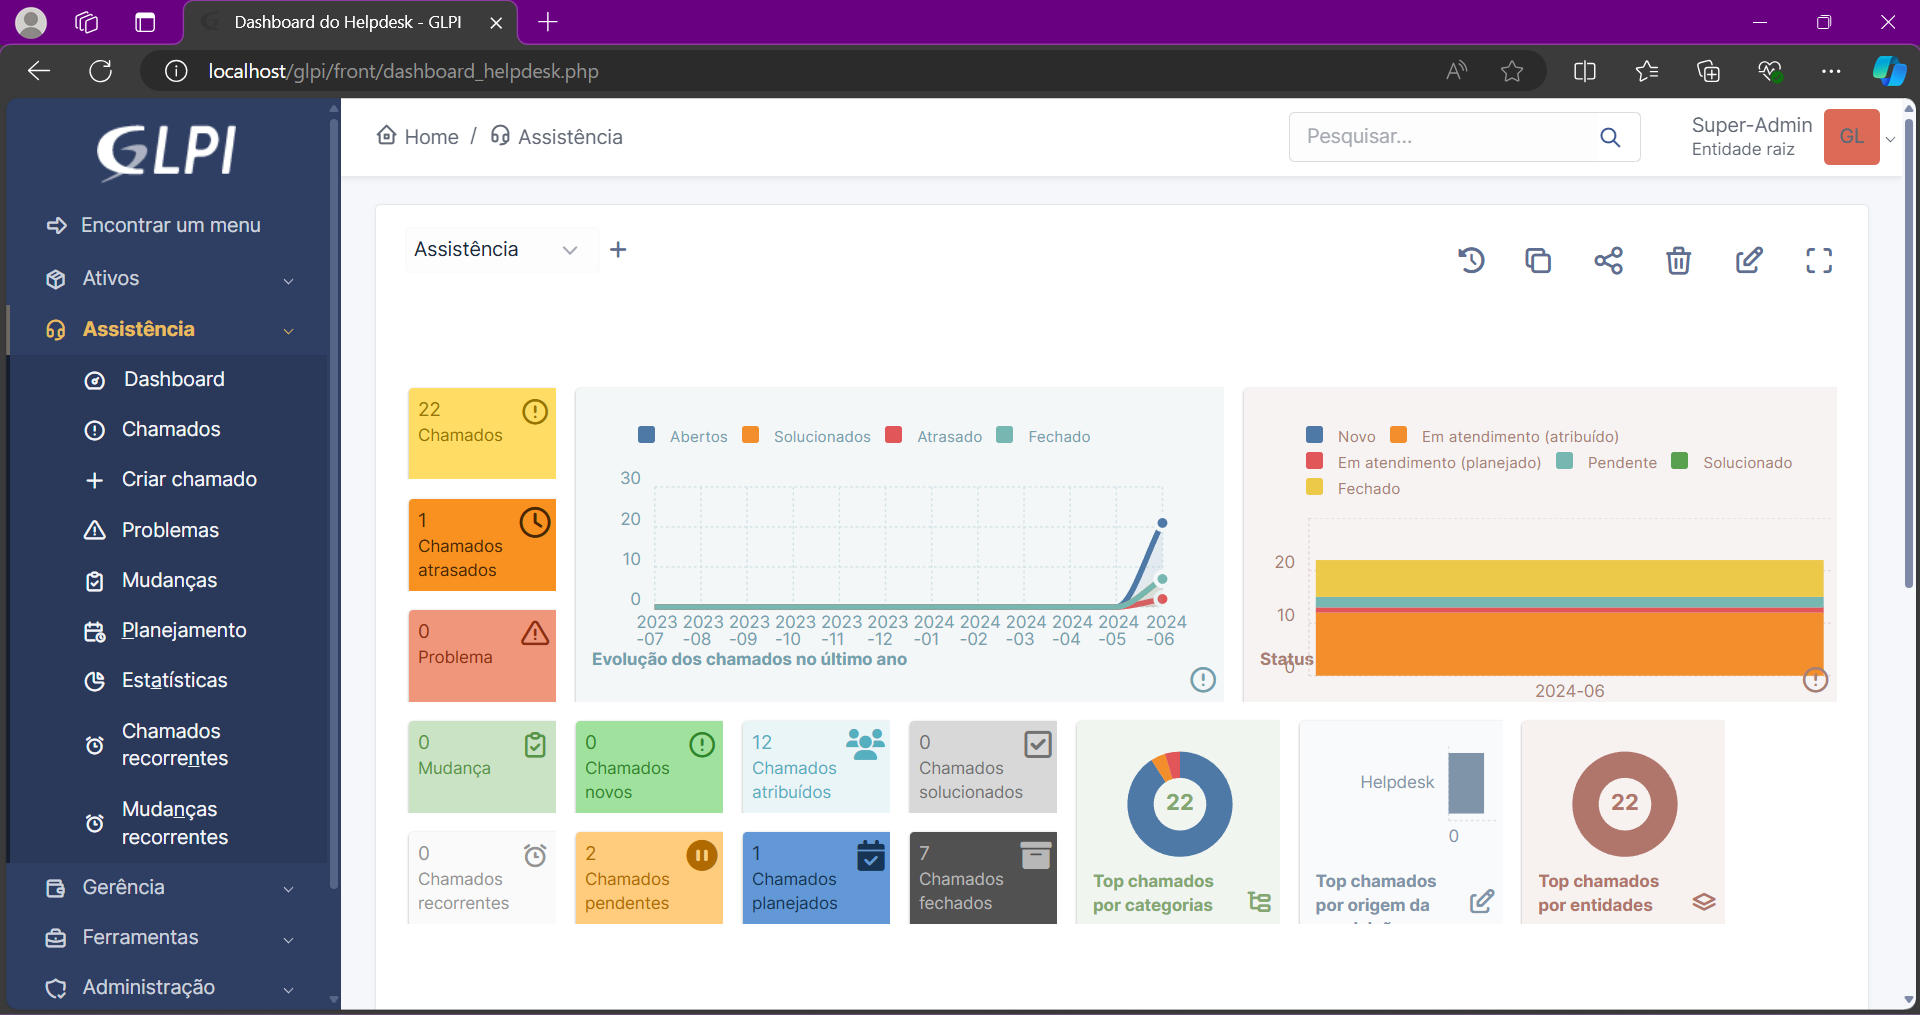 Dashboard do Helpdesk - GLPI
localhost/glpi/front/dashboard_helpdesk.php
GLPI
Encontrar um menu
Ativos
Assistência
Dashboard
Chamados
Criar chamado
Problemas
Mudanças
Planejamento
Estatísticas
Chamados
recorrentes
Mudanças
recorrentes
Gerência
Ferramentas
Administração
Home / Assistência
Pesquisar...
Super-Admin
Entidade raiz
GL
Assistência
22
Chamados
1
Chamados
atrasados
0
Problema
Abertos Solucionados Atrasado Fechado
30
20
10
0
2023 2023 2023 2023 2023 2023 2024 2024 2024 2024 2024 2024
-07 -08 -09 -10 -11 -12 -01 -02 -03 -04 -05 -06
Evolução dos chamados no último ano
Novo Em atendimento (atribuído)
Em atendimento (planejado) Pendente Solucionado
Fechado
20
10
0
Status
2024-06
0
Mudança
0
Chamados
novos
12
Chamados
atribuídos
0
Chamados
solucionados
0
Chamados
recorrentes
2
Chamados
pendentes
1
Chamados
planejados
7
Chamados
fechados
22
Top chamados
por categorias
Helpdesk
0
Top chamados
por origem da
22
Top chamados
por entidades